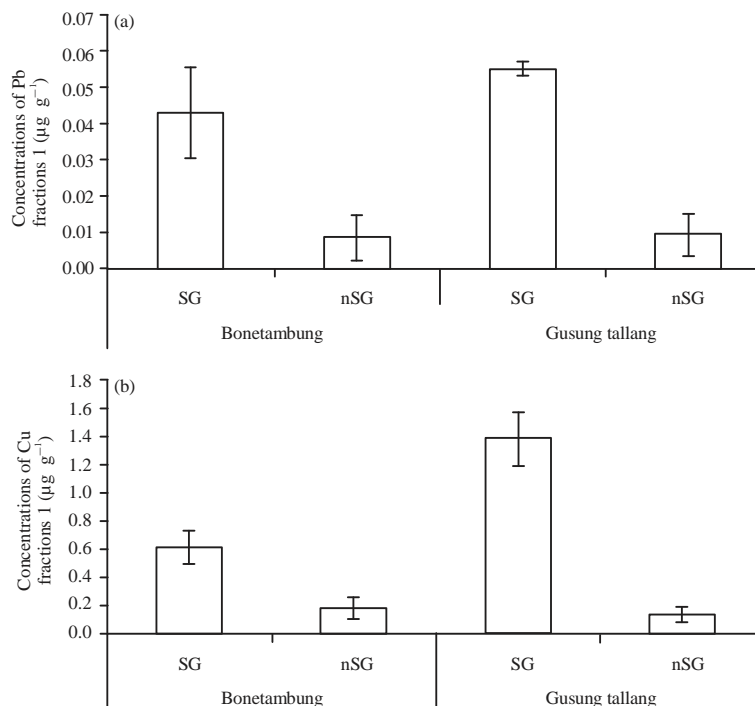 (a)
Concentrations of Pb
fractions 1 (µg g⁻¹)
0.07
0.06
0.05
0.04
0.03
0.02
0.01
0.00
SG
nSG
SG
nSG
Bonetambung
Gusung tallang
(b)
Concentrations of Cu
fractions 1 (µg g⁻¹)
1.8
1.6
1.4
1.2
1.0
0.8
0.6
0.4
0.2
0.0
SG
nSG
SG
nSG
Bonetambung
Gusung tallang